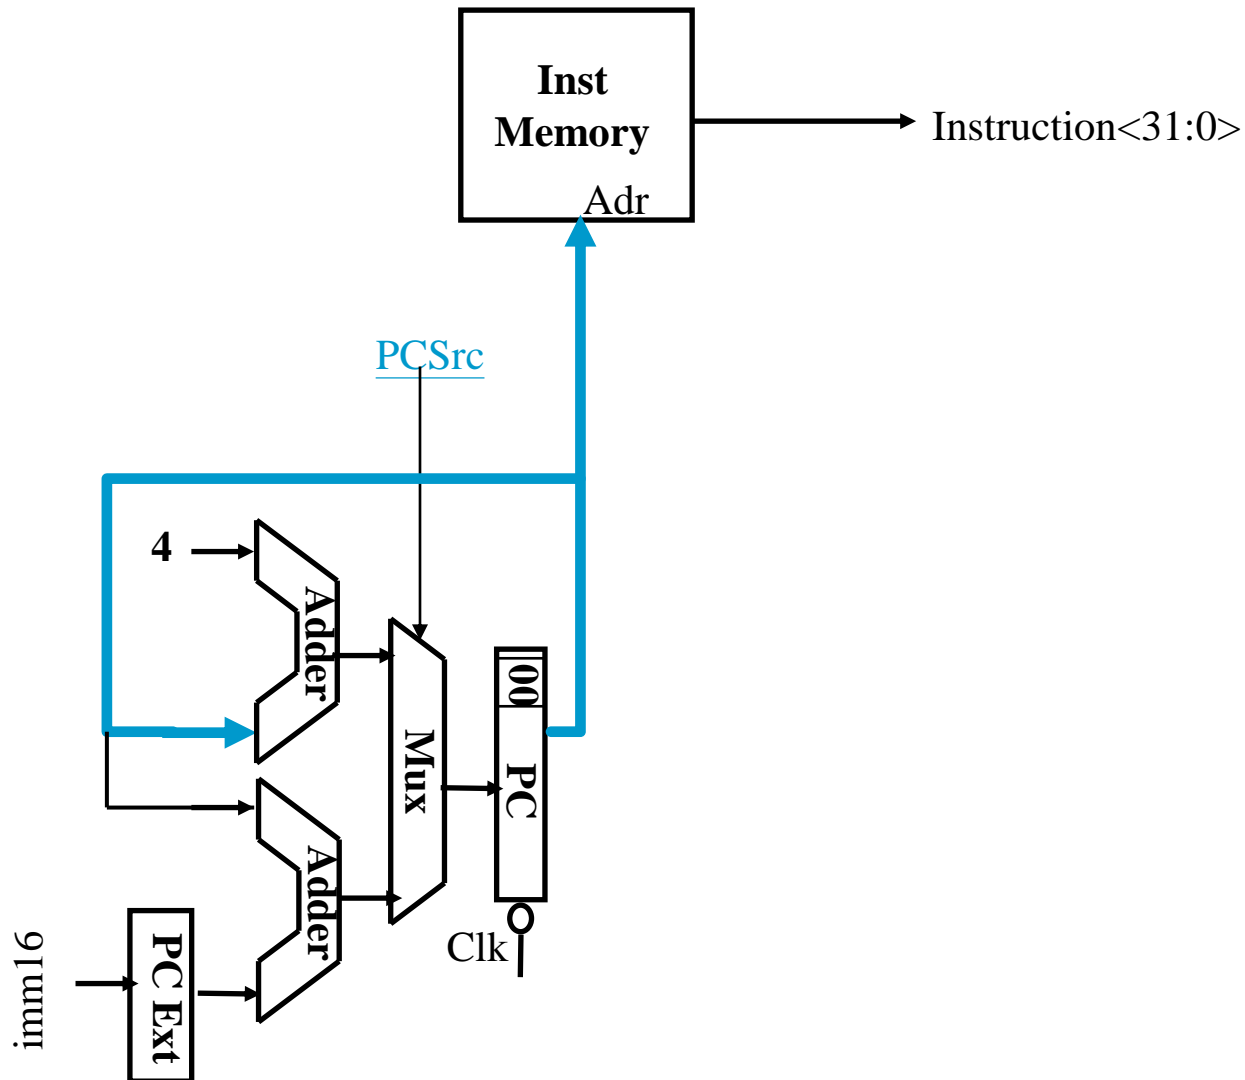 Inst
Memory
Adr
Instruction<31:0>
PCSrc
4
Adder
Mux
00
PC
Adder
Clk
imm16
PC Ext